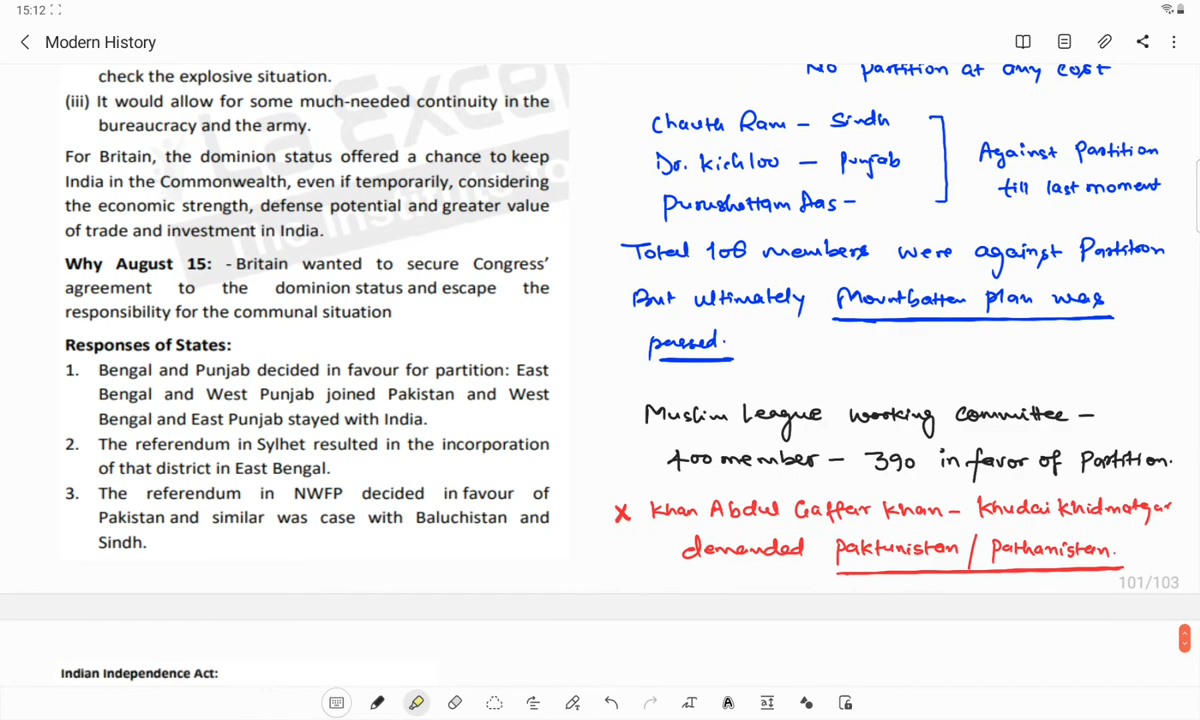 15:12
Modern History
check the explosive situation.
(iii) It would allow for some much-needed continuity in the
bureaucracy and the army.
For Britain, the dominion status offered a chance to keep
India in the Commonwealth, even if temporarily, considering
the economic strength, defense potential and greater value
of trade and investment in India.
Why August 15: - Britain wanted to secure Congress'
agreement to the dominion status and escape the
responsibility for the communal situation
Responses of States:
1. Bengal and Punjab decided in favour for partition: East
Bengal and West Punjab joined Pakistan and West
Bengal and East Punjab stayed with India.
2. The referendum in Sylhet resulted in the incorporation
of that district in East Bengal.
3. The referendum in NWFP decided in favour of
Pakistan and similar was case with Baluchistan and
Sindh.
No partition at any cost
Chauth Ram - Sindh
Dr. Kichloo - Punjab
Purushottam das -
Against Partition
till last moment
Total 106 members were against Partition
But ultimately Mountbatten plan was
passed.
Muslim League working committee -
400 member - 390 in favor of Partition.
x Khan Abdul Gaffar Khan - Khudai Khidmatgar
demanded Paktunistan / Pathanistan.
101/103
Indian Independence Act: